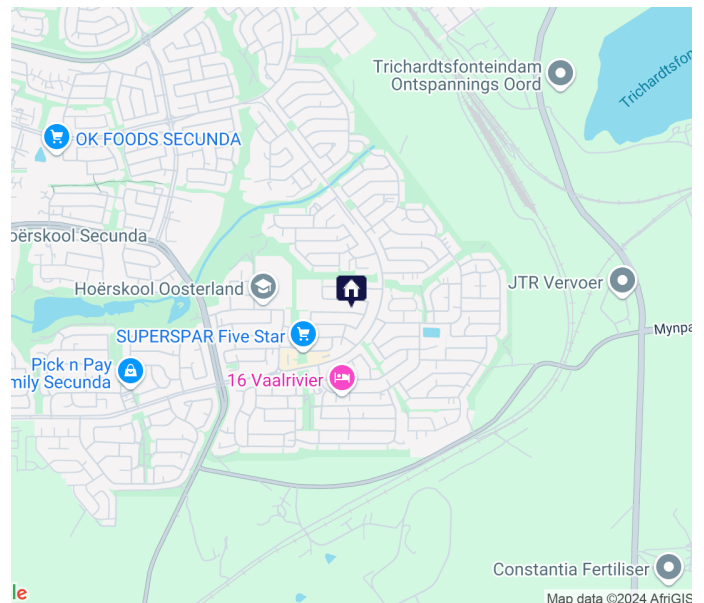 Trichardtsfonteindam
Ontspannings Oord
Trichardtsfon
OK FOODS SECUNDA
oërskool Secunda
Hoërskool Oosterland
JTR Vervoer
SUPERSPAR Five Star
Mynpa
Pick n Pay
mily Secunda
16 Vaalrivier
Constantia Fertiliser
le
Map data ©2024 AfriGIS